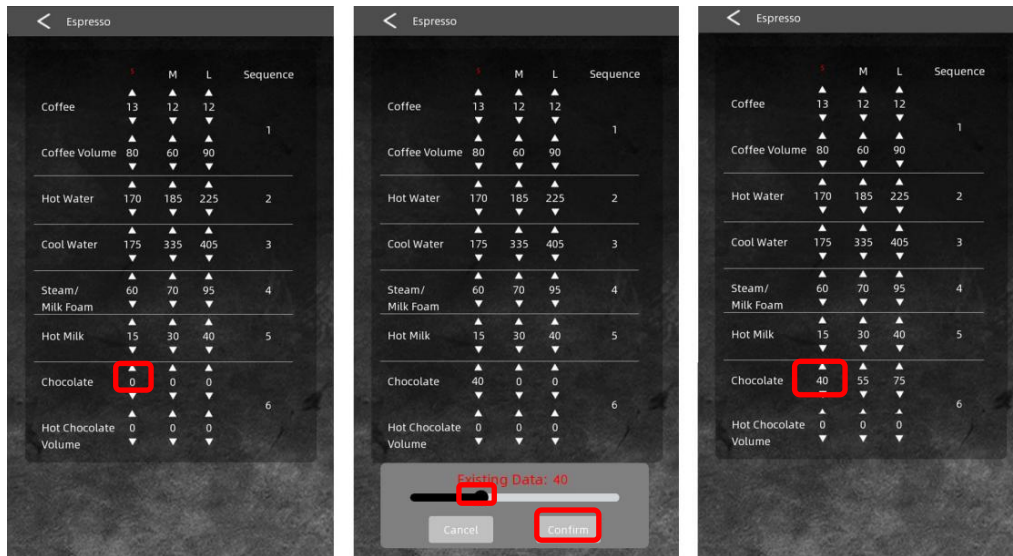 Espresso
S M L Sequence
Coffee 13 12 12
1
Coffee Volume 80 60 90
Hot Water 170 185 225 2
Cool Water 175 335 405 3
Steam/ 60 70 95 4
Milk Foam
Hot Milk 15 30 40 5
Chocolate 0 0 0
6
Hot Chocolate 0 0 0
Volume
Espresso
S M L Sequence
Coffee 13 12 12
1
Coffee Volume 80 60 90
Hot Water 170 185 225 2
Cool Water 175 335 405 3
Steam/ 60 70 95 4
Milk Foam
Hot Milk 15 30 40 5
Chocolate 40 0 0
6
Hot Chocolate 0 0 0
Volume
Existing Data: 40
Cancel Confirm
Espresso
S M L Sequence
Coffee 13 12 12
1
Coffee Volume 80 60 90
Hot Water 170 185 225 2
Cool Water 175 335 405 3
Steam/ 60 70 95 4
Milk Foam
Hot Milk 15 30 40 5
Chocolate 40 55 75
6
Hot Chocolate 0 0 0
Volume